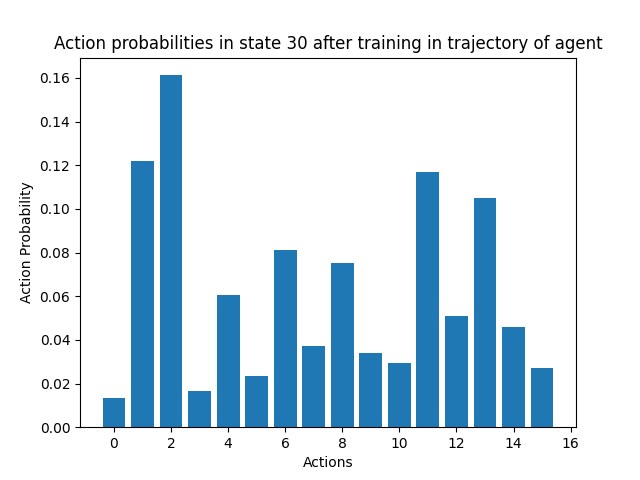 Action probabilities in state 30 after training in trajectory of agent
0.16
0.14
0.12
0.10
0.08
0.06
0.04
0.02
0.00
Action Probability
0 2 4 6 8 10 12 14 16
Actions